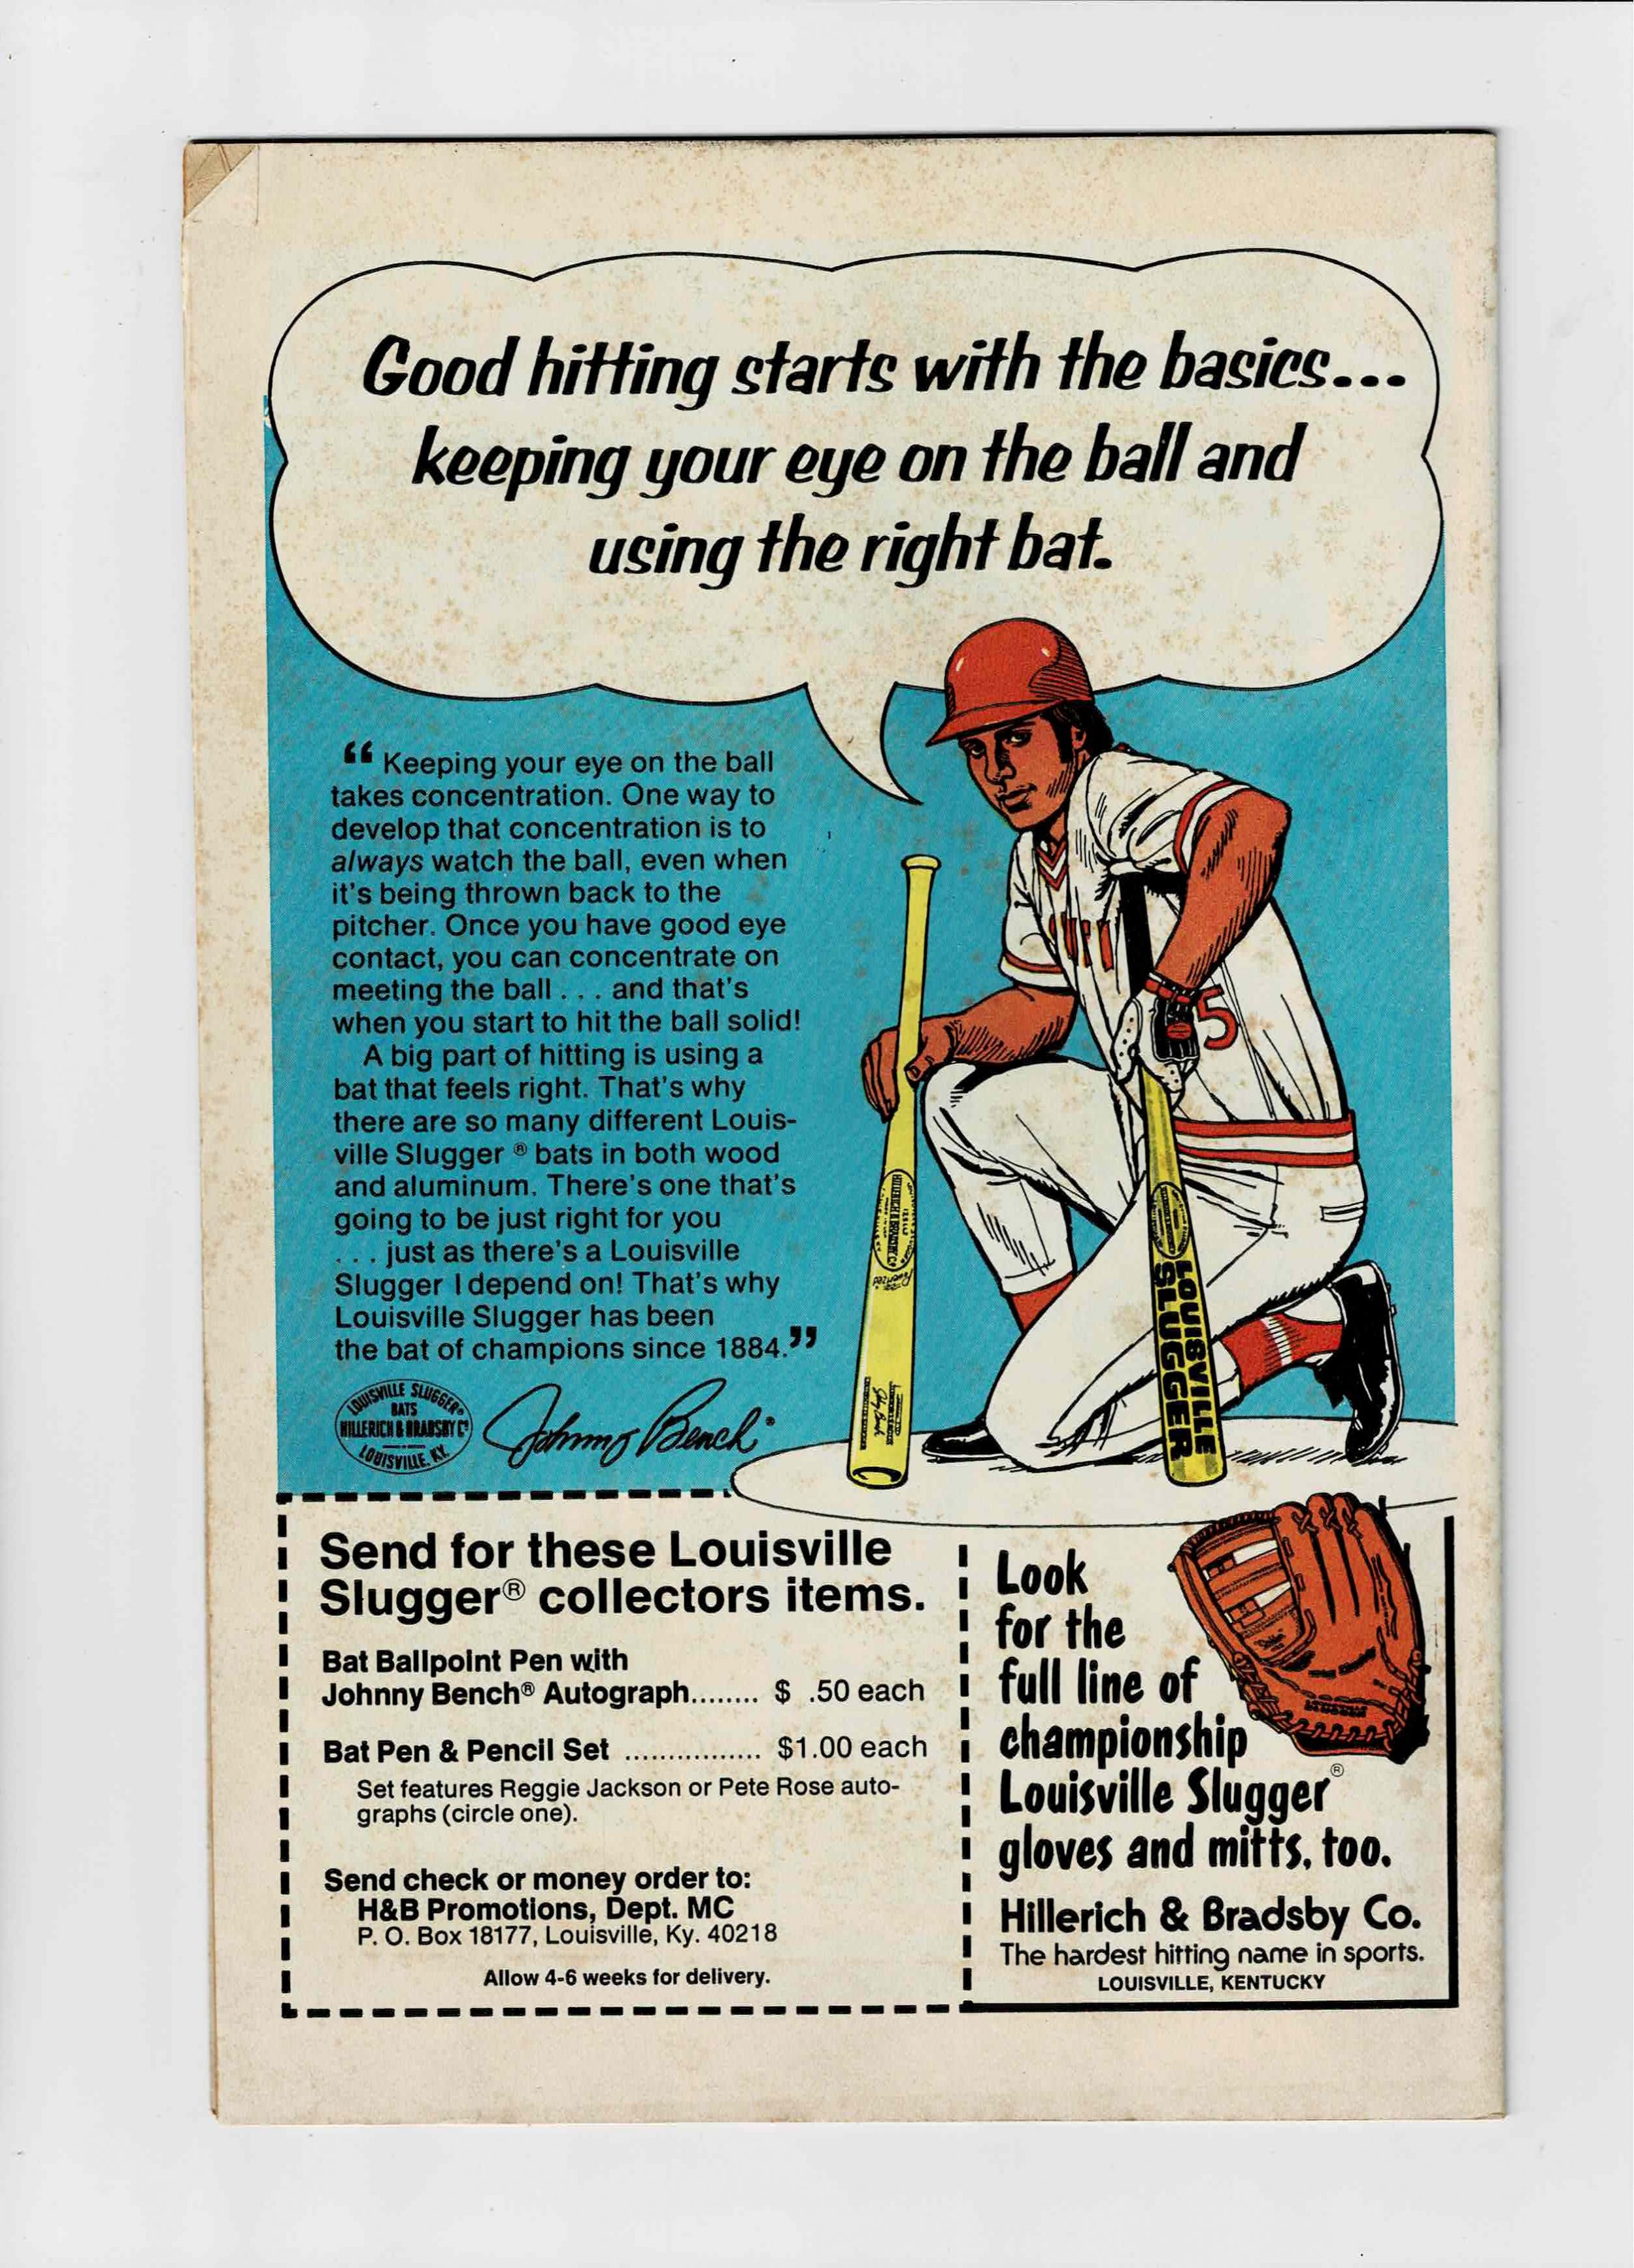 Good hitting starts with the basics...
keeping your eye on the ball and
using the right bat.
“ Keeping your eye on the ball
takes concentration. One way to
develop that concentration is to
always watch the ball, even when
it's being thrown back to the
pitcher. Once you have good eye
contact, you can concentrate on
meeting the ball . . . and that's
when you start to hit the ball solid!
A big part of hitting is using a
bat that feels right. That's why
there are so many different Louis-
ville Slugger ® bats in both wood
and aluminum. There's one that's
going to be just right for you
. . . just as there's a Louisville
Slugger I depend on! That's why
Louisville Slugger has been
the bat of champions since 1884.”
LOUISVILLE SLUGGER
BATS
HILLERICH & BRADSBY Cº
LOUISVILLE, KY.
Johnny Bench
5
HILLERICH & BRADSBY Cº
LOUISVILLE
SLUGGER
Send for these Louisville
Slugger® collectors items.
Bat Ballpoint Pen with
Johnny Bench® Autograph........ $ .50 each
Bat Pen & Pencil Set ................ $1.00 each
Set features Reggie Jackson or Pete Rose auto-
graphs (circle one).
Send check or money order to:
H&B Promotions, Dept. MC
P. O. Box 18177, Louisville, Ky. 40218
Allow 4-6 weeks for delivery.
Look
for the
full line of
championship
Louisville Slugger®
gloves and mitts, too.
Hillerich & Bradsby Co.
The hardest hitting name in sports.
LOUISVILLE, KENTUCKY